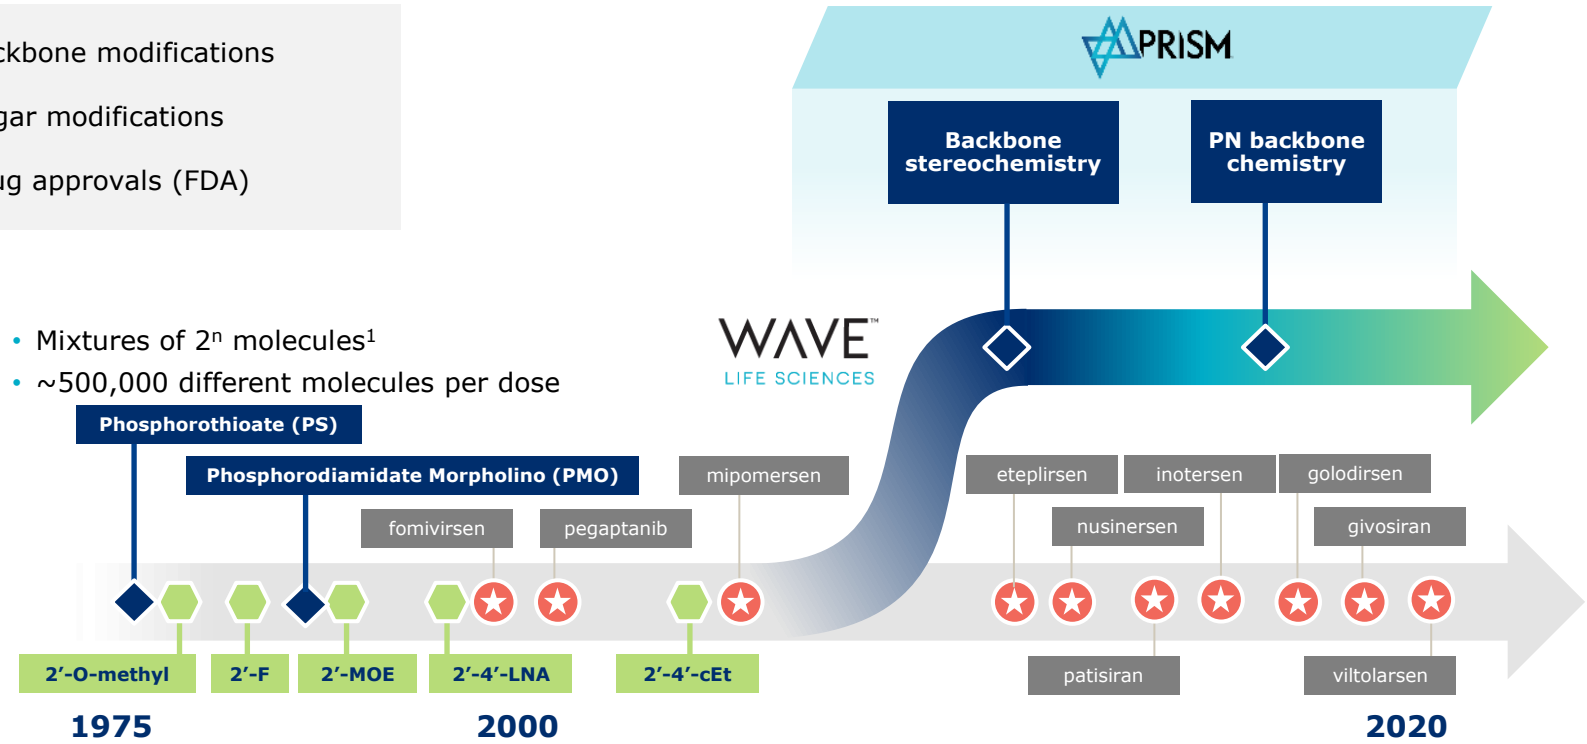 ckbone modifications
gar modifications
ug approvals (FDA)
PRISM
Backbone
stereochemistry
PN backbone
chemistry
• Mixtures of 2ⁿ molecules¹
• ~500,000 different molecules per dose
WAVE™
LIFE SCIENCES
Phosphorothioate (PS)
Phosphorodiamidate Morpholino (PMO)
mipomersen
eteplirsen
inotersen
golodirsen
fomivirsen
pegaptanib
nusinersen
givosiran
2’-O-methyl
2’-F
2’-MOE
2’-4’-LNA
2’-4’-cEt
patisiran
viltolarsen
1975
2000
2020